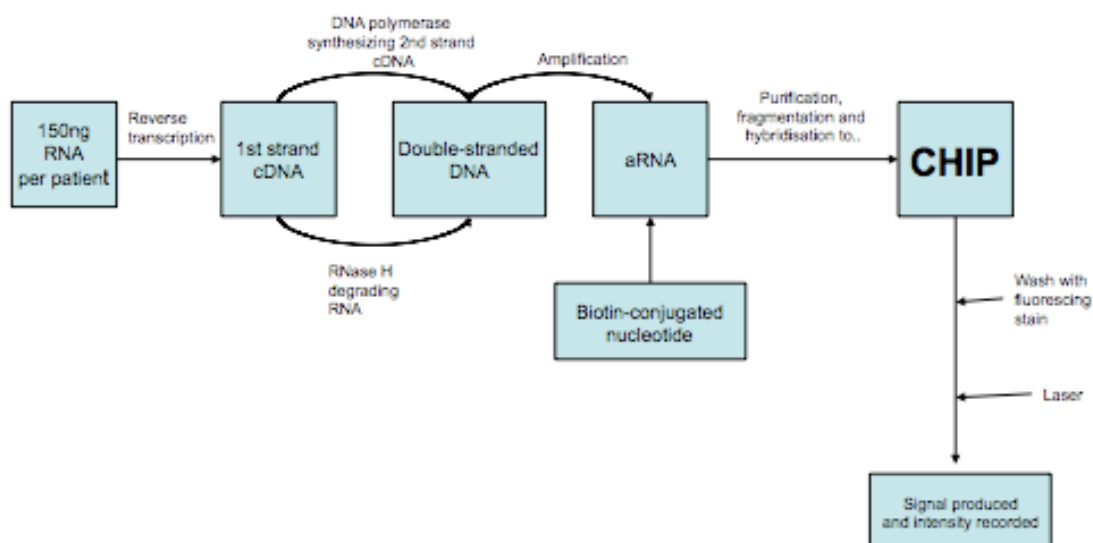 DNA polymerase
synthesizing 2nd strand
cDNA
Amplification
Purification,
fragmentation and
hybridisation to..
Reverse
transcription
150ng
RNA
per patient
1st strand
cDNA
Double-stranded
DNA
aRNA
CHIP
RNase H
degrading
RNA
Biotin-conjugated
nucleotide
Wash with
fluorescing
stain
Laser
Signal produced
and intensity recorded